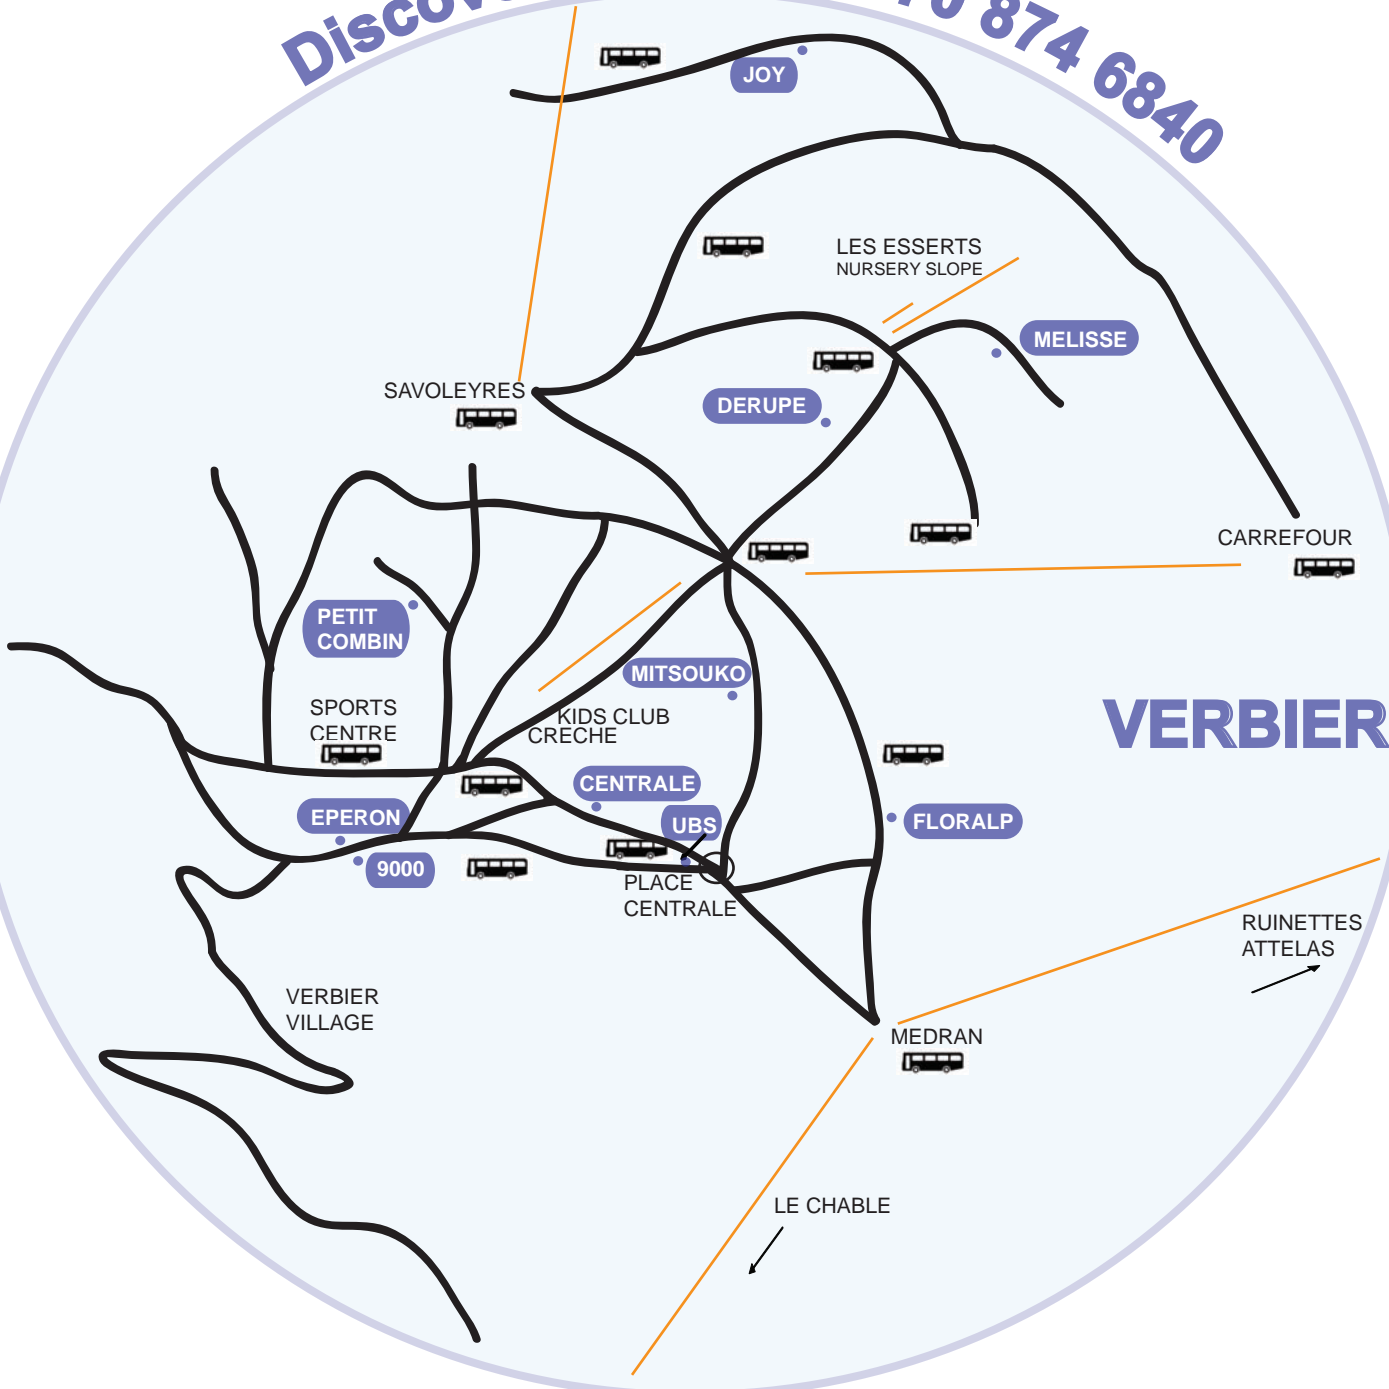 874 6840
JOY
LES ESSERTS
NURSERY SLOPE
MELISSE
SAVOLEYRES
DERUPE
CARREFOUR
PETIT
COMBIN
MITSOUKO
SPORTS
CENTRE
KIDS CLUB
CRECHE
VERBIER
CENTRALE
EPERON
UBS
FLORALP
9000
PLACE
CENTRALE
RUINETTES
ATTELAS
VERBIER
VILLAGE
MEDRAN
LE CHABLE